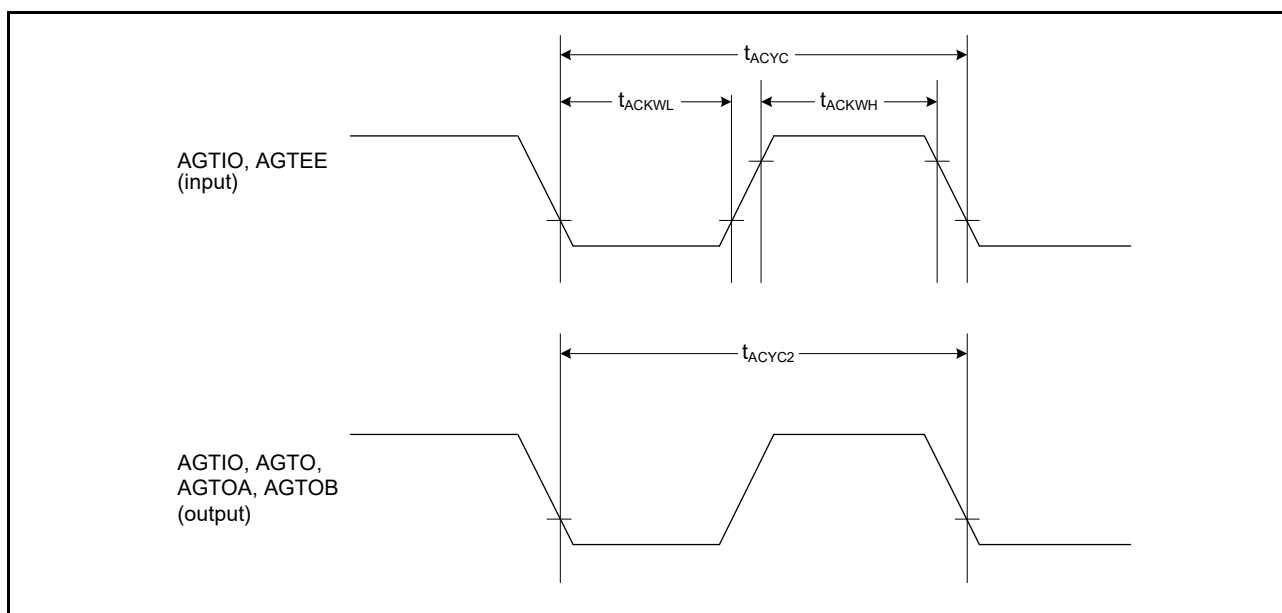 tACYC
tACKWL
tACKWH
AGTIO, AGTEE
(input)
tACYC2
AGTIO, AGTO,
AGTOA, AGTOB
(output)